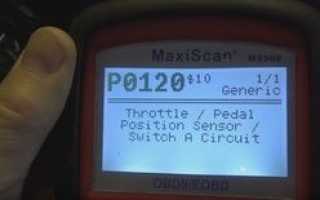 MaxiScan®
P0120 $10 1/1
Generic
Throttle / Pedal
Position Sensor /
Switch A Circuit
OBDII/EOBD